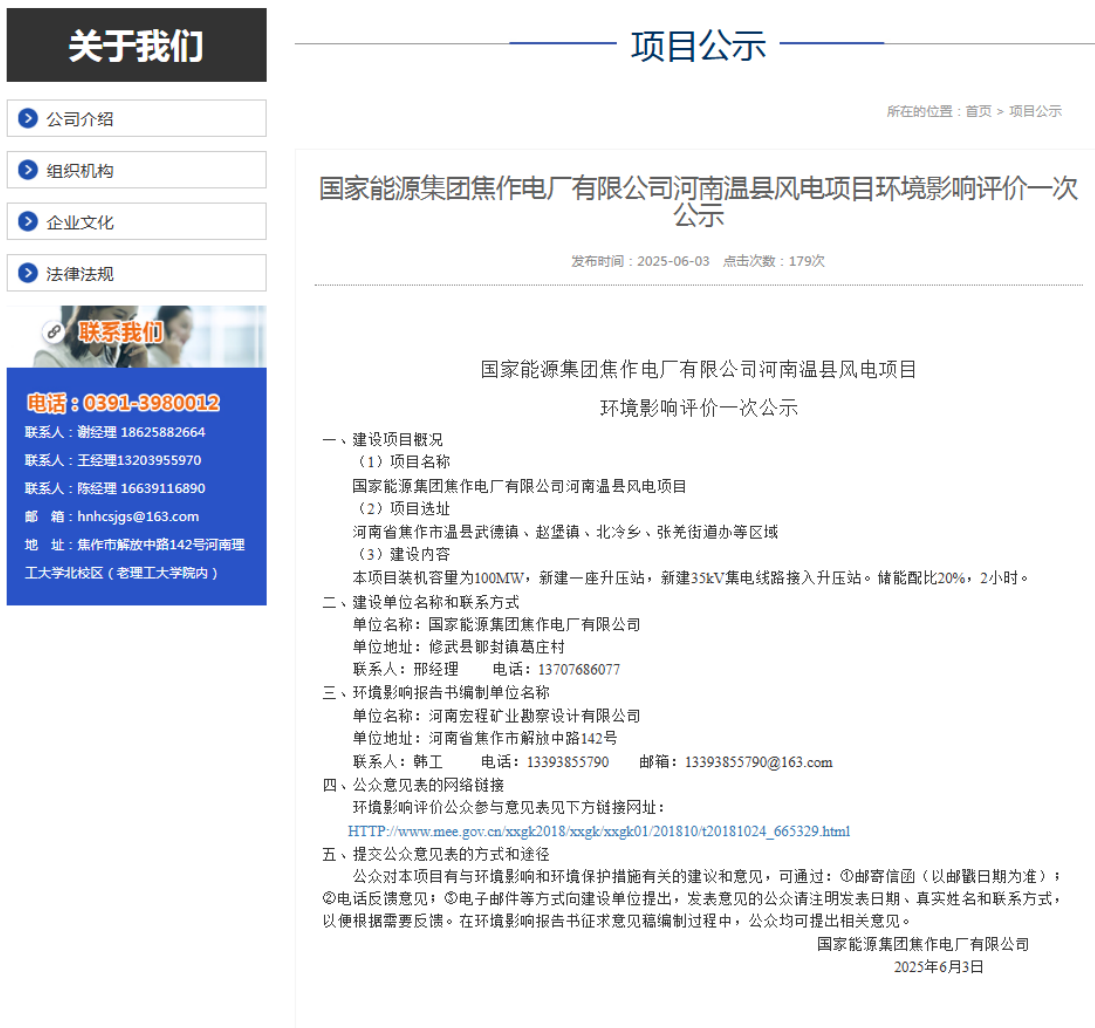 关于我们
公司介绍
组织机构
企业文化
法律法规
联系我们
电话：0391-3980012
联系人：谢经理 18625882664
联系人：王经理13203955970
联系人：陈经理 16639116890
邮 箱：hnhcsjgs@163.com
地 址：焦作市解放中路142号河南理
工大学北校区（老理工大学院内）
项目公示
所在的位置：首页 > 项目公示
国家能源集团焦作电厂有限公司河南温县风电项目环境影响评价一次
公示
发布时间：2025-06-03 点击次数：179次
国家能源集团焦作电厂有限公司河南温县风电项目
环境影响评价一次公示
一、建设项目概况
（1）项目名称
国家能源集团焦作电厂有限公司河南温县风电项目
（2）项目选址
河南省焦作市温县武德镇、赵堡镇、北冷乡、张羌街道办等区域
（3）建设内容
本项目装机容量为100MW，新建一座升压站，新建35kV集电线路接入升压站。储能配比20%，2小时。
二、建设单位名称和联系方式
单位名称：国家能源集团焦作电厂有限公司
单位地址：修武县郇封镇葛庄村
联系人：邢经理 电话：13707686077
三、环境影响报告书编制单位名称
单位名称：河南宏程矿业勘察设计有限公司
单位地址：河南省焦作市解放中路142号
联系人：韩工 电话：13393855790 邮箱：13393855790@163.com
四、公众意见表的网络链接
环境影响评价公众参与意见表见下方链接网址：
HTTP://www.mee.gov.cn/xxgk2018/xxgk/xxgk01/201810/t20181024_665329.html
五、提交公众意见表的方式和途径
公众对本项目有与环境影响和环境保护措施有关的建议和意见，可通过：①邮寄信函（以邮戳日期为准）；
②电话反馈意见；③电子邮件等方式向建设单位提出，发表意见的公众请注明发表日期、真实姓名和联系方式，
以便根据需要反馈。在环境影响报告书征求意见稿编制过程中，公众均可提出相关意见。
国家能源集团焦作电厂有限公司
2025年6月3日